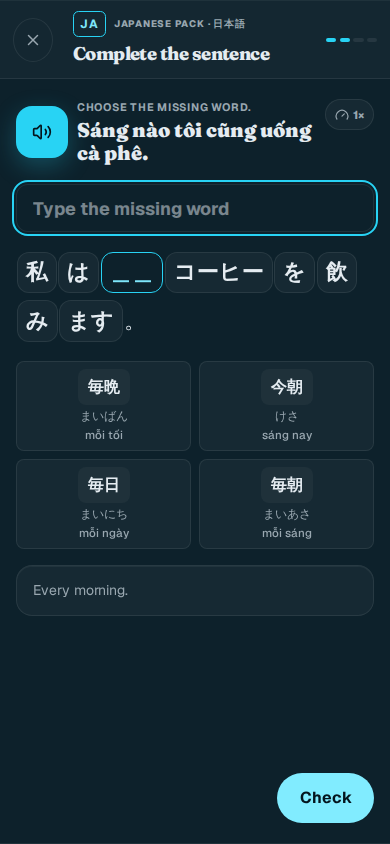 JA JAPANESE PACK · 日本語
Complete the sentence
CHOOSE THE MISSING WORD.
Sáng nào tôi cũng uống
cà phê.
1x
Type the missing word
私 は _ _ コーヒー を 飲
み ます 。
毎晩
まいばん
mỗi tối
今朝
けさ
sáng nay
毎日
まいにち
mỗi ngày
毎朝
まいあさ
mỗi sáng
Every morning.
Check